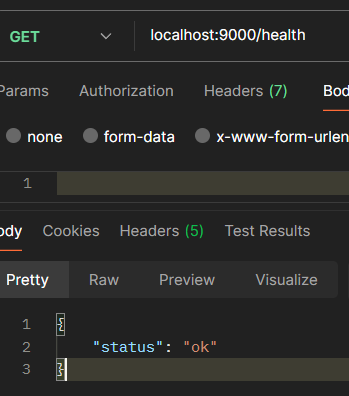 GET localhost:9000/health
Params Authorization Headers (7) Bod
none form-data x-www-form-urlen
1
ody Cookies Headers (5) Test Results
Pretty Raw Preview Visualize
1 {
2 "status": "ok"
3 }